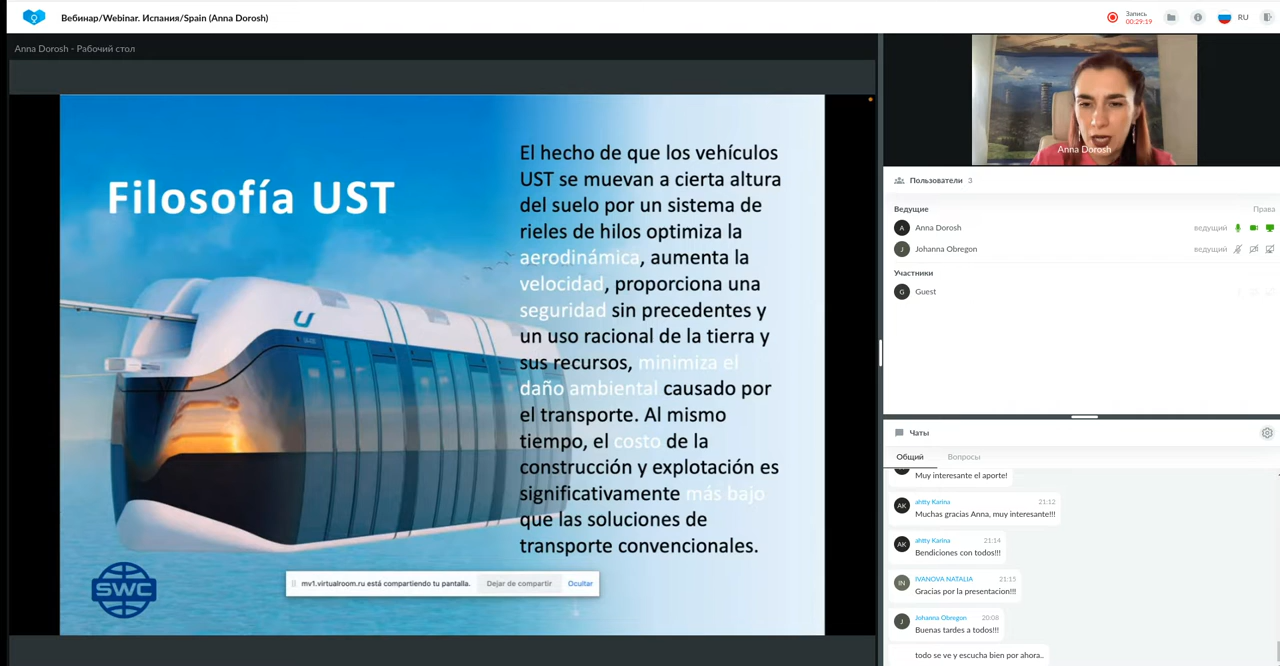 Вебинар/Webinar. Испания/Spain (Anna Dorosh)
Запись
00:29:19
RU
Anna Dorosh - Рабочий стол
Filosofía UST
El hecho de que los vehículos
UST se muevan a cierta altura
del suelo por un sistema de
rieles de hilos optimiza la
aerodinámica, aumenta la
velocidad, proporciona una
seguridad sin precedentes y
un uso racional de la tierra y
sus recursos, minimiza el
daño ambiental causado por
el transporte. Al mismo
tiempo, el costo de la
construcción y explotación es
significativamente más bajo
que las soluciones de
transporte convencionales.
U
SWC
mv1.virtualroom.ru está compartiendo tu pantalla.
Dejar de compartir
Ocultar
Anna Dorosh
Пользователи 3
Ведущие
Права
A
Anna Dorosh
ведущий
J
Johanna Obregon
ведущий
Участники
G
Guest
Чаты
Общий
Вопросы
Muy interesante el aporte!
AK
ahtty Karina 21:12
Muchas gracias Anna, muy interesante!!!
AK
ahtty Karina 21:14
Bendiciones con todos!!!
IN
IVANOVA NATALIA 21:15
Gracias por la presentacion!!!
J
Johanna Obregon 20:08
Buenas tardes a todos!!!
todo se ve y escucha bien por ahora..